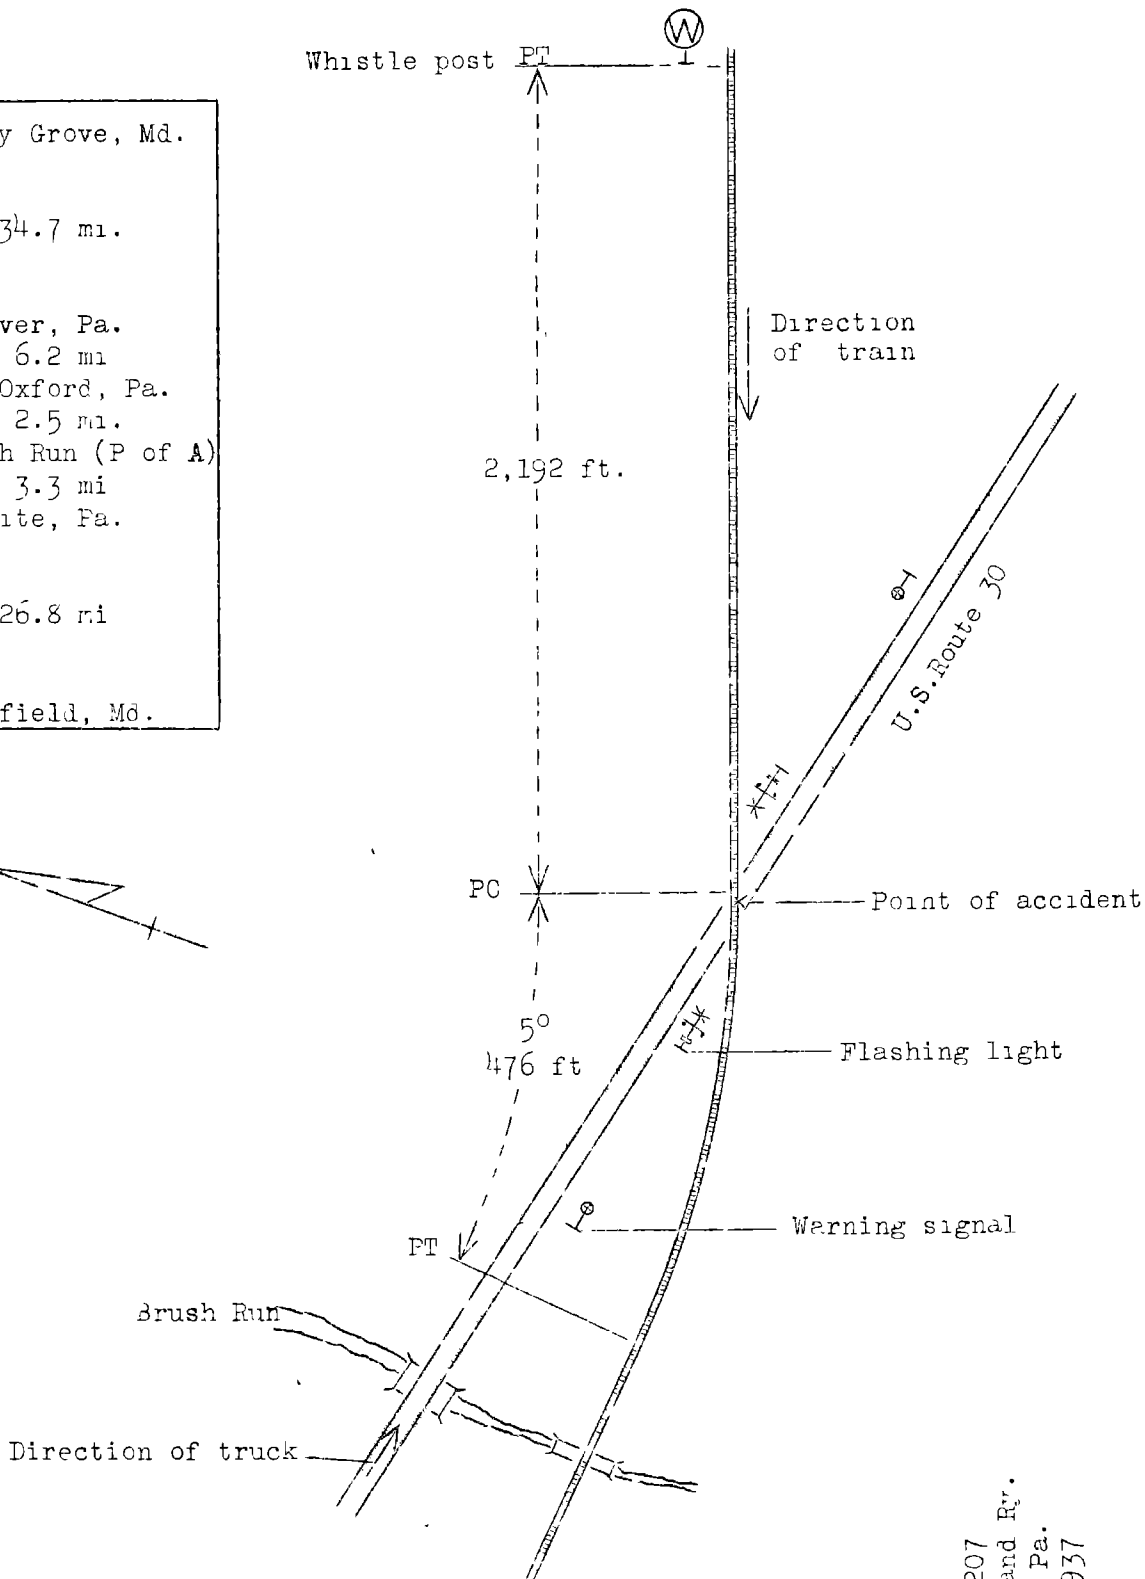 Whistle post PT
W
y Grove, Md.
34.7 mi.
ver, Pa.
6.2 mi
Oxford, Pa.
2.5 mi.
h Run (P of A)
3.3 mi
ite, Pa.
26.8 mi
field, Md.
Direction
of train
2,192 ft.
U.S.Route 30
PC
Point of accident
5°
476 ft
Flashing light
Warning signal
PT
Brush Run
Direction of truck
207
and Ry.
Pa.
937